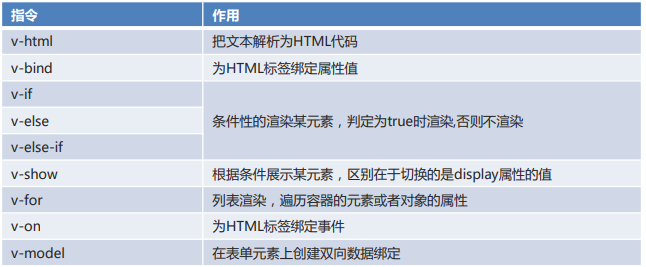 指令 作用
v-html 把文本解析为HTML代码
v-bind 为HTML标签绑定属性值
v-if
v-else 条件性的渲染某元素，判定为true时渲染,否则不渲染
v-else-if
v-show 根据条件展示某元素，区别在于切换的是display属性的值
v-for 列表渲染，遍历容器的元素或者对象的属性
v-on 为HTML标签绑定事件
v-model 在表单元素上创建双向数据绑定